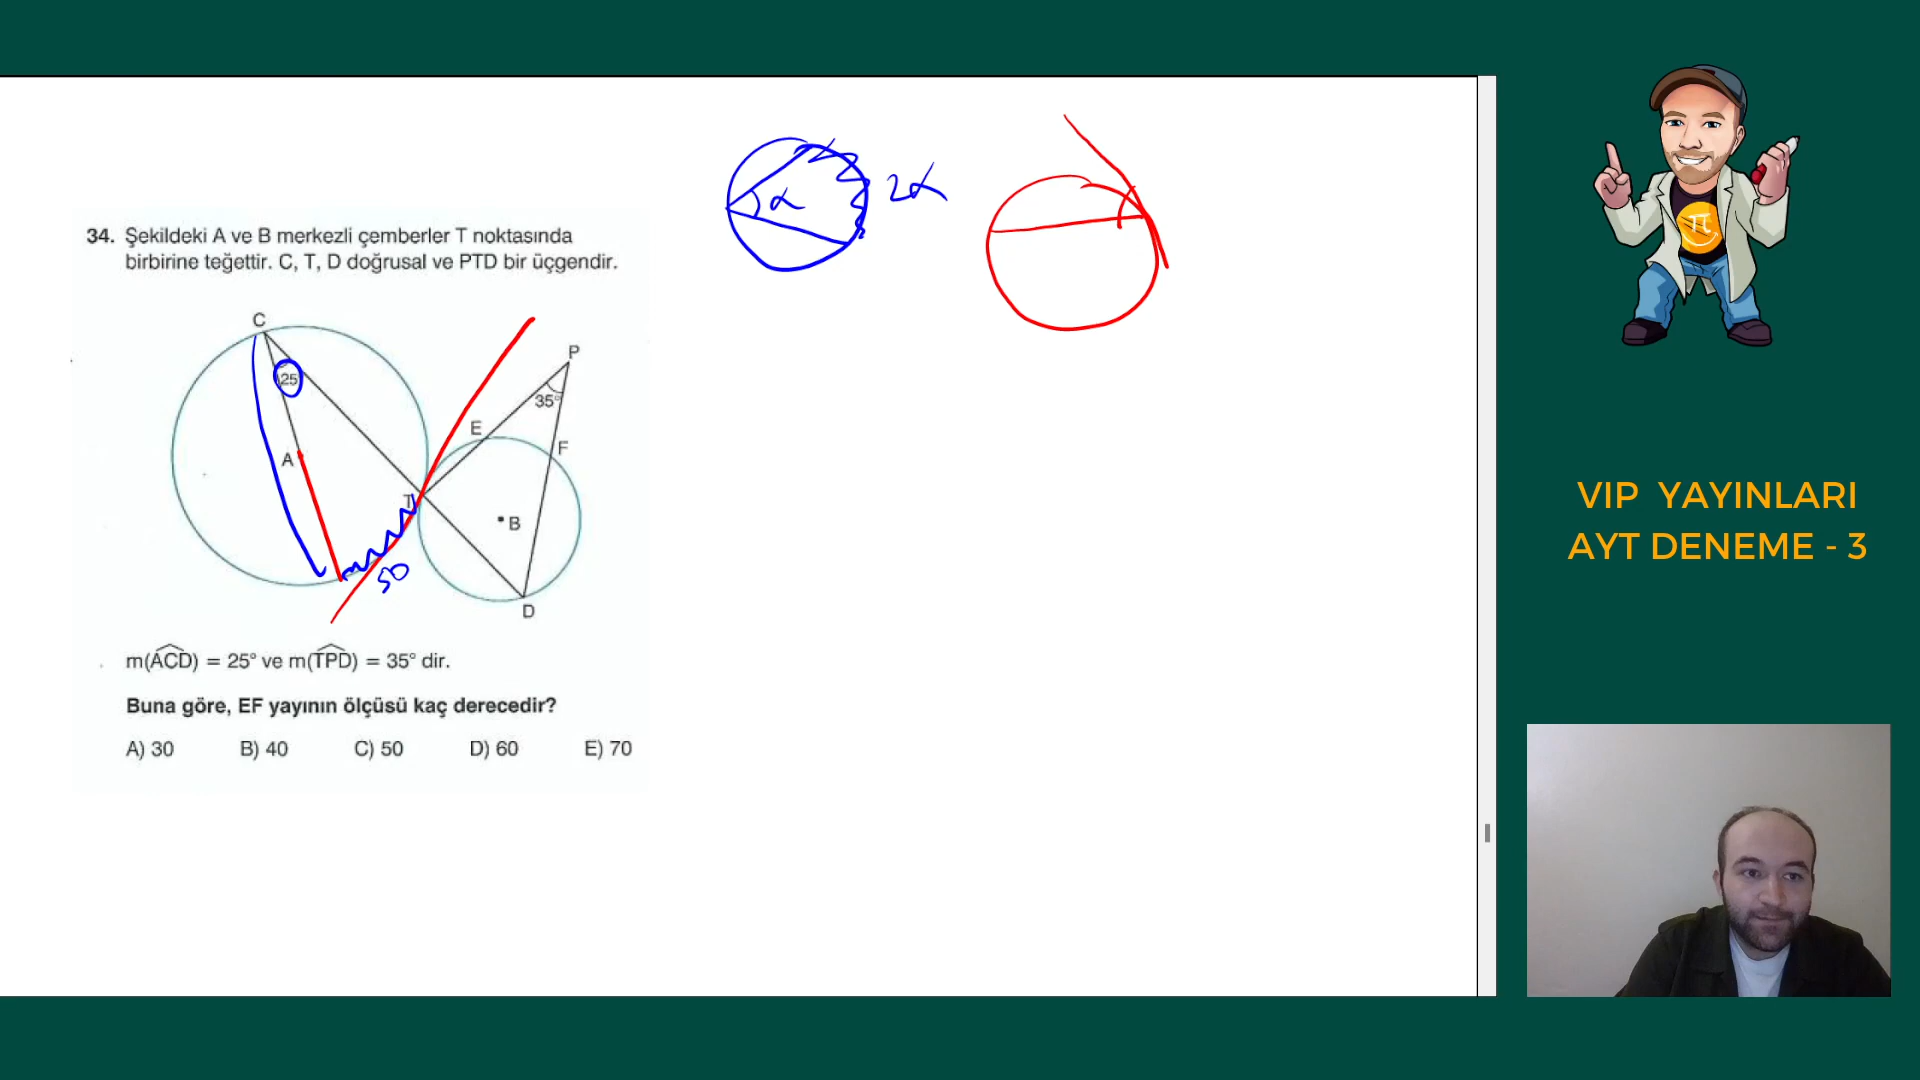 34. Şekildeki A ve B merkezli çemberler T noktasında
birbirine teğettir. C, T, D doğrusal ve PTD bir üçgendir.
C
25
A
T
50
E
P
35°
F
B
D
α
2α
m(ACD) = 25° ve m(TPD) = 35° dir.
Buna göre, EF yayının ölçüsü kaç derecedir?
A) 30 B) 40 C) 50 D) 60 E) 70
π
VIP YAYINLARI
AYT DENEME - 3